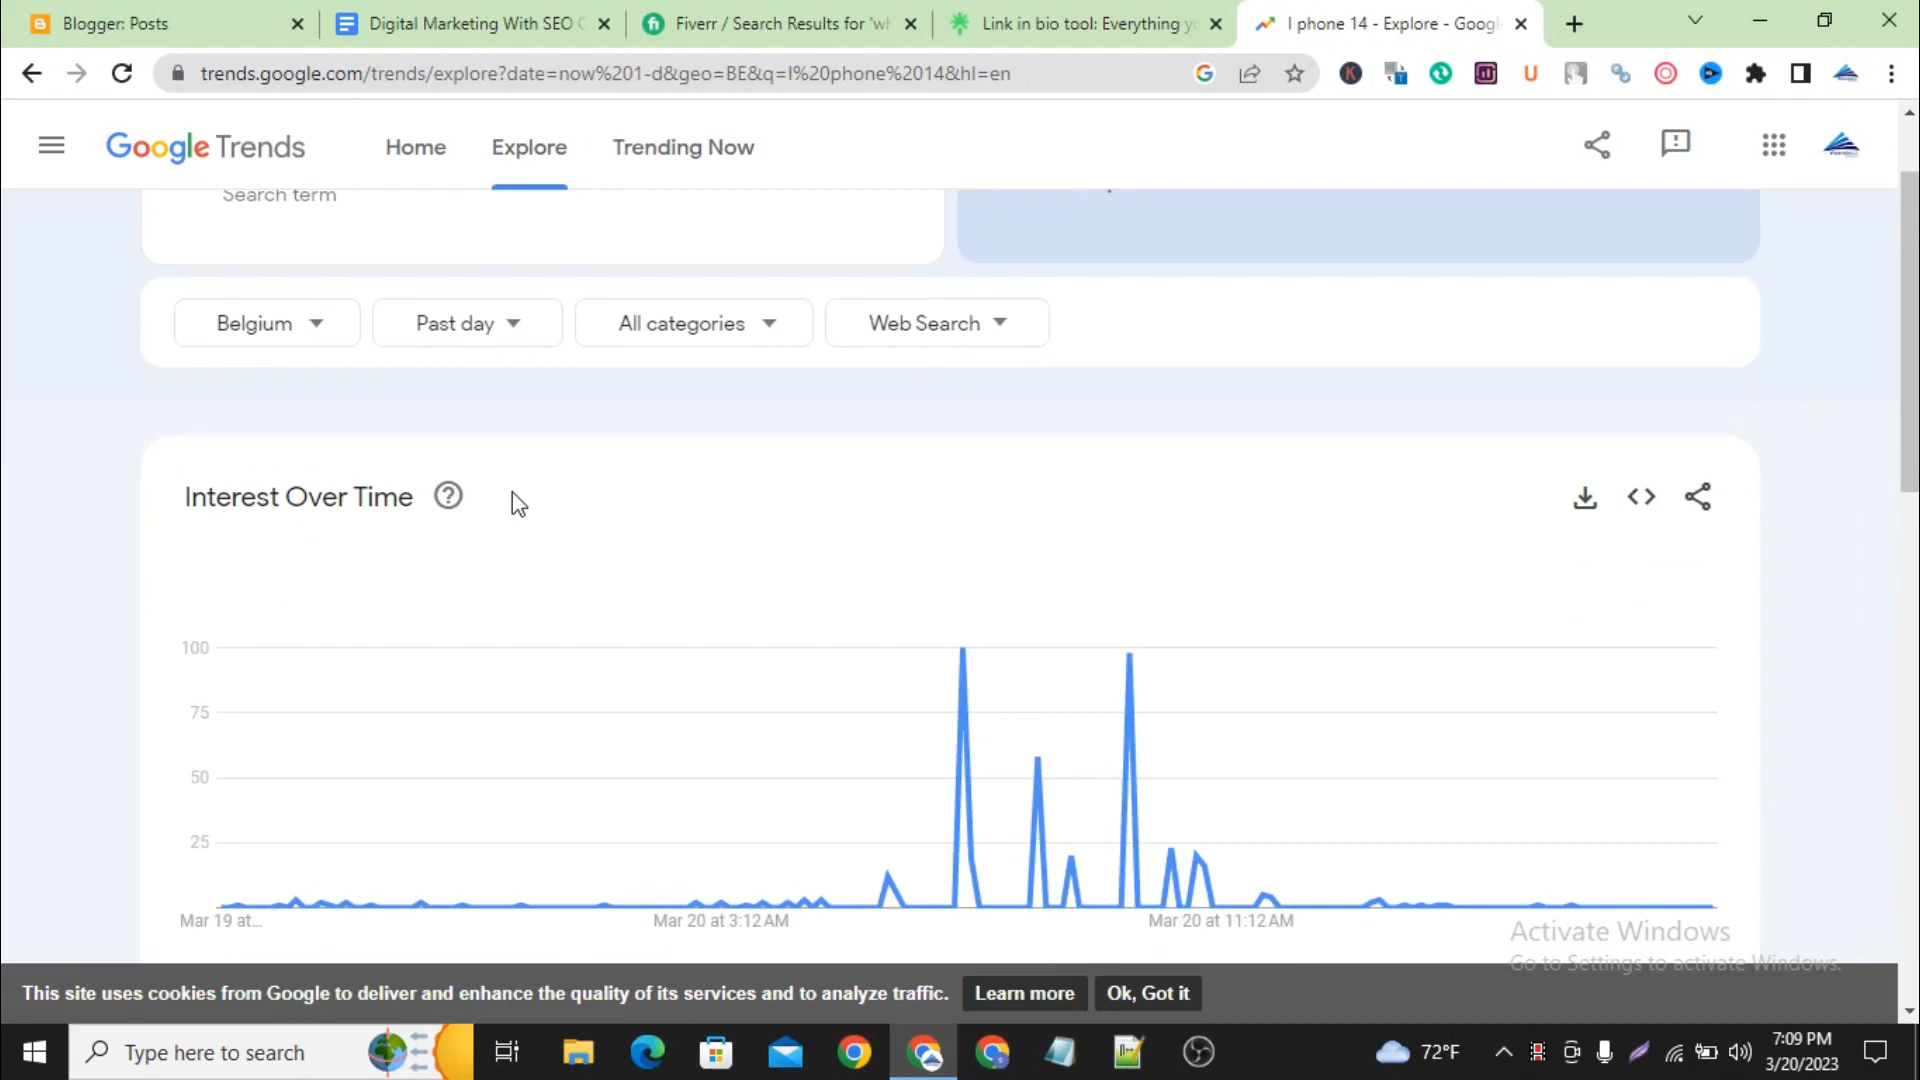 Blogger: Posts
Digital Marketing With SEO C
Fiverr / Search Results for 'wh
Link in bio tool: Everything y
I phone 14 - Explore - Googl
trends.google.com/trends/explore?date=now%201-d&geo=BE&q=I%20phone%2014&hl=en
Google Trends
Home
Explore
Trending Now
Search term
Belgium
Past day
All categories
Web Search
Interest Over Time
100
75
50
25
Mar 19 at...
Mar 20 at 3:12 AM
Mar 20 at 11:12 AM
Activate Windows
Go to Settings to activate Windows.
This site uses cookies from Google to deliver and enhance the quality of its services and to analyze traffic.
Learn more
Ok, Got it
Type here to search
72°F
7:09 PM
3/20/2023